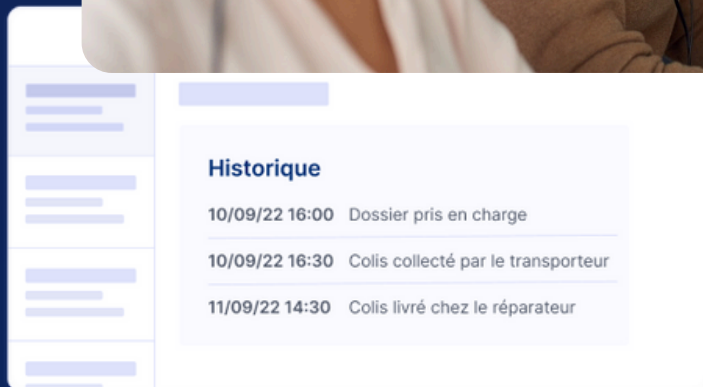 Historique
10/09/22 16:00 Dossier pris en charge
10/09/22 16:30 Colis collecté par le transporteur
11/09/22 14:30 Colis livré chez le réparateur